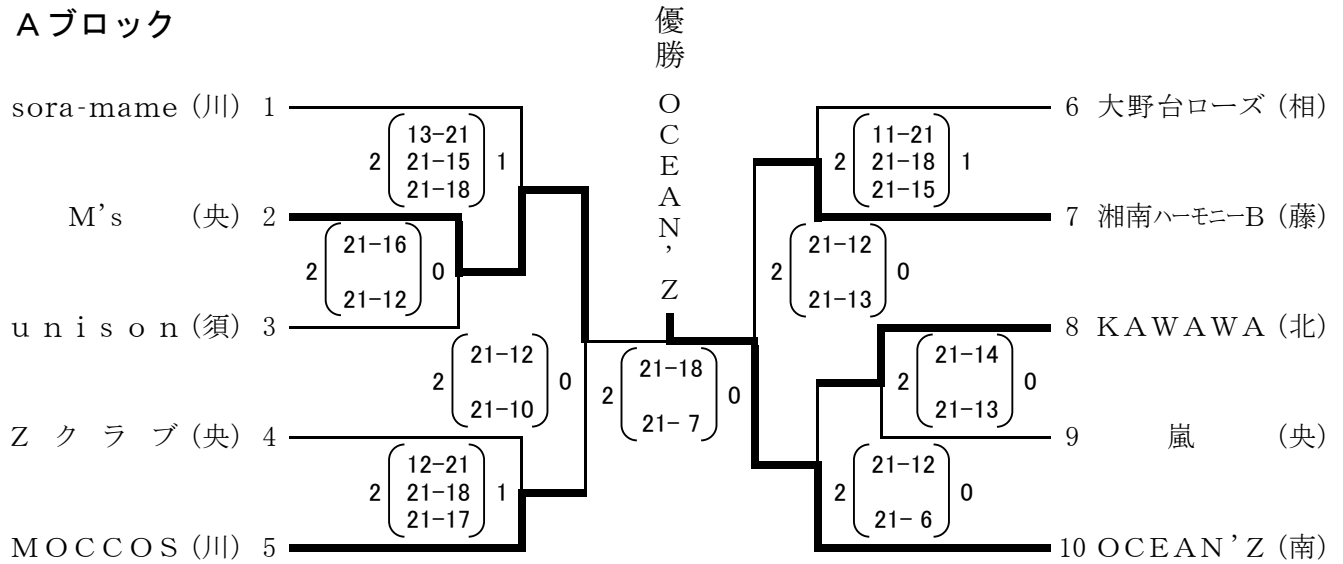 Aブロック
優勝 OCEAN'Z
sora-mame (川) 1
13-21
2 21-15 1
21-18
M's (央) 2
21-16
2 0
21-12
unison (須) 3
21-12
2 0
21-10
Zクラブ (央) 4
12-21
2 21-18 1
21-17
MOCCOS (川) 5
21-18
2 0
21- 7
6 大野台ローズ (相)
11-21
2 21-18 1
21-15
7 湘南ハーモニーB (藤)
21-12
2 0
21-13
8 KAWAWA (北)
21-14
2 0
21-13
9 嵐 (央)
21-12
2 0
21- 6
10 OCEAN'Z (南)